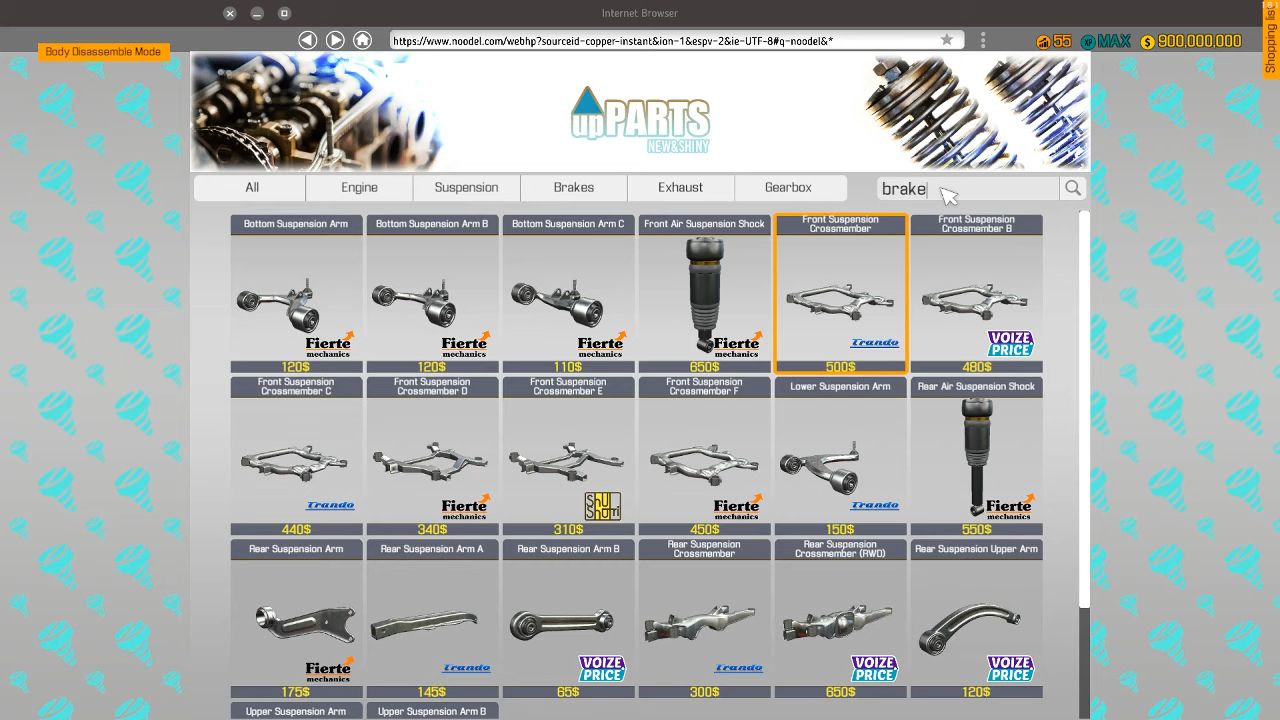 Internet Browser
https://www.noodel.com/webhp?sourceid-copper-instant&ion-1&espv-2&ie-UTF-8#q-noodel&*
Body Disassemble Mode
55
XP MAX
$ 900,000,000
Shopping list
upPARTS
NEW&SHINY
All
Engine
Suspension
Brakes
Exhaust
Gearbox
brake
Bottom Suspension Arm
Bottom Suspension Arm B
Bottom Suspension Arm C
Front Air Suspension Shock
Front Suspension
Crossmember
Front Suspension
Crossmember B
Fierte
mechanics
Fierte
mechanics
Fierte
mechanics
Fierte
mechanics
Trando
VOIZE
PRICE
120$
120$
110$
650$
500$
480$
Front Suspension
Crossmember C
Front Suspension
Crossmember D
Front Suspension
Crossmember E
Front Suspension
Crossmember F
Lower Suspension Arm
Rear Air Suspension Shock
Trando
Fierte
mechanics
Fierte
mechanics
Trando
Fierte
mechanics
440$
340$
310$
450$
150$
550$
Rear Suspension Arm
Rear Suspension Arm A
Rear Suspension Arm B
Rear Suspension
Crossmember
Rear Suspension
Crossmember (RWD)
Rear Suspension Upper Arm
Fierte
mechanics
Trando
VOIZE
PRICE
Trando
VOIZE
PRICE
VOIZE
PRICE
175$
145$
65$
300$
650$
120$
Upper Suspension Arm
Upper Suspension Arm B